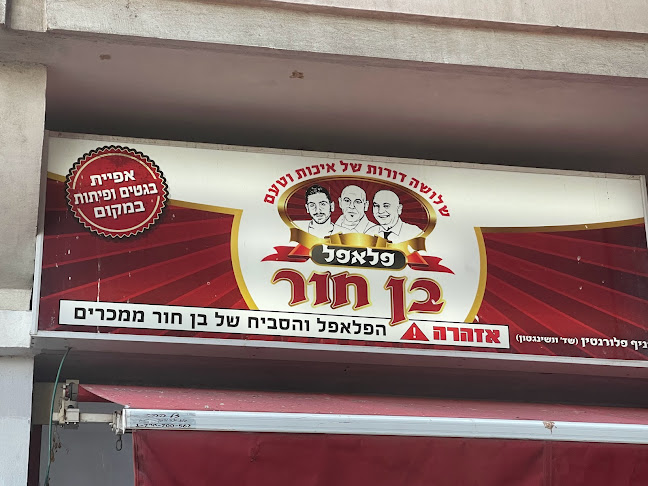 שלושה דורות של איכות וטעם
אפיית
בגטים ופיתות
במקום
פלאפל
בן חור
אזהרה הפלאפל והסביח של בן חור ממכרים
סניף פלורנטין (שד' וושינגטון)